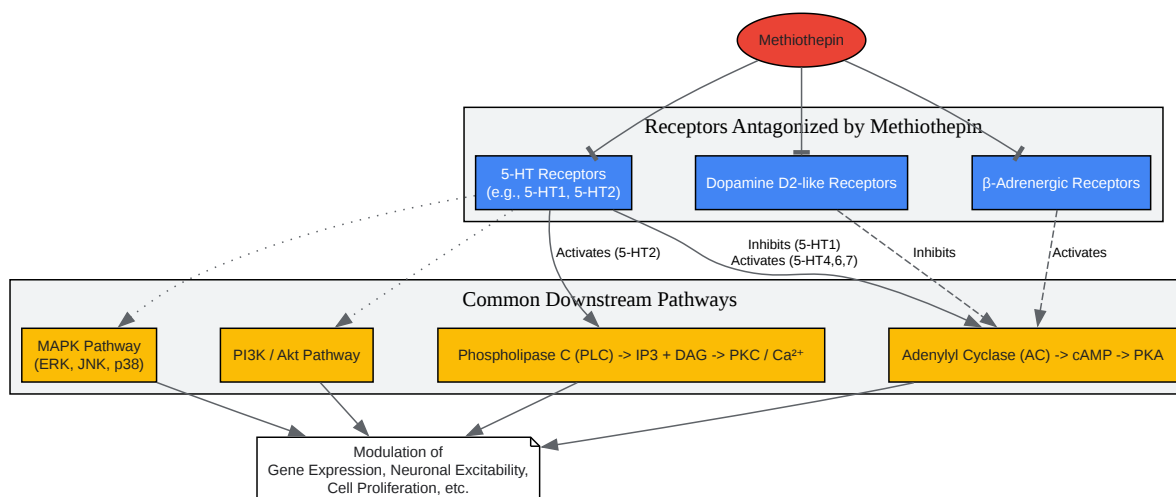 Methiothepin
Receptors Antagonized by Methiothepin
5-HT Receptors
(e.g., 5-HT1, 5-HT2)
Dopamine D2-like Receptors
β-Adrenergic Receptors
Activates (5-HT2)
Inhibits (5-HT1)
Activates (5-HT4,6,7)
Inhibits
Activates
Common Downstream Pathways
MAPK Pathway
(ERK, JNK, p38)
PI3K / Akt Pathway
Phospholipase C (PLC) -> IP3 + DAG -> PKC / Ca²⁺
Adenylyl Cyclase (AC) -> cAMP -> PKA
Modulation of
Gene Expression, Neuronal Excitability,
Cell Proliferation, etc.